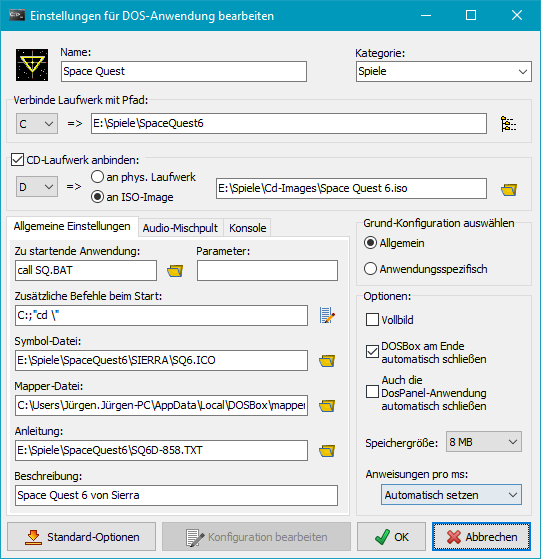 Einstellungen für DOS-Anwendung bearbeiten
Name:
Space Quest
Kategorie:
Spiele
Verbinde Laufwerk mit Pfad:
C => E:\Spiele\SpaceQuest6
CD-Laufwerk anbinden:
D => an phys. Laufwerk
an ISO-Image
E:\Spiele\Cd-Images\Space Quest 6.iso
Allgemeine Einstellungen Audio-Mischpult Konsole
Zu startende Anwendung: Parameter:
call SQ.BAT
Zusätzliche Befehle beim Start:
C:;"cd \"
Symbol-Datei:
E:\Spiele\SpaceQuest6\SIERRA\SQ6.ICO
Mapper-Datei:
C:\Users\Jürgen.Jürgen-PC\AppData\Local\DOSBox\mapper
Anleitung:
E:\Spiele\SpaceQuest6\SQ6D-858.TXT
Beschreibung:
Space Quest 6 von Sierra
Grund-Konfiguration auswählen
Allgemein
Anwendungsspezifisch
Optionen:
Vollbild
DOSBox am Ende
automatisch schließen
Auch die
DosPanel-Anwendung
automatisch schließen
Speichergröße: 8 MB
Anweisungen pro ms:
Automatisch setzen
Standard-Optionen Konfiguration bearbeiten OK Abbrechen